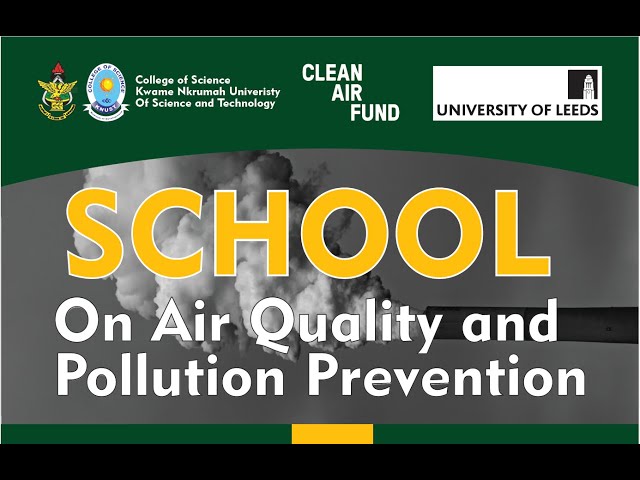 College of Science
Kwame Nkrumah Univeristy
Of Science and Technology
CLEAN
AIR
FUND
UNIVERSITY OF LEEDS
COLLEGE OF SCIENCE
KNUST
SCHOOL
On Air Quality and
Pollution Prevention